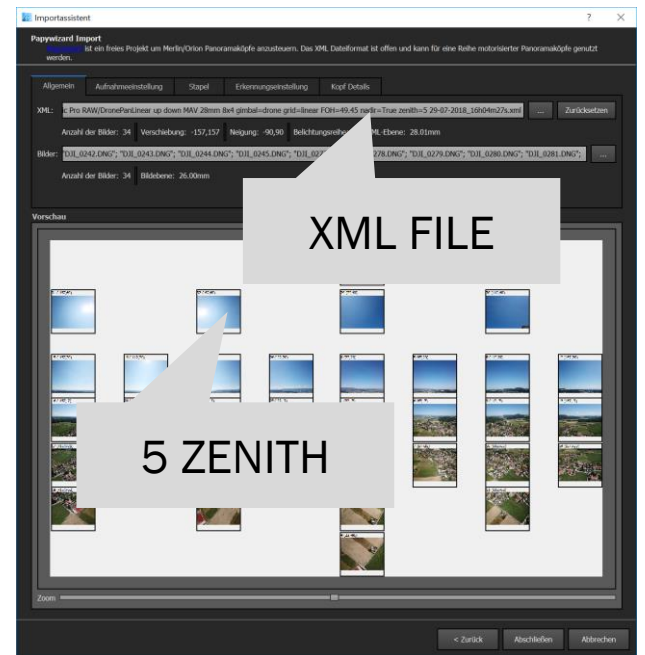 Importassistent
Papywizard Import
ist ein freies Projekt um Merlin/Orion Panoramaköpfe anzusteuern. Das XML Dateiformat ist offen und kann für eine Reihe motorisierter Panoramaköpfe genutzt
werden.
Allgemein Aufnahmeeinstellung Stapel Erkennungseinstellung Kopf Details
XML: ic Pro RAW/DronePanLinear up down MAV 28mm 8x4 gimbal=drone grid=linear FOH=49.45 nadir=True zenith=5 29-07-2018_16h04m27s.xml ... Zurücksetzen
Anzahl der Bilder: 34 Verschiebung: -157,157 Neigung: -90,90 ML-Ebene: 28.01mm
Bilder: "DJI_0242.DNG"; "DJI_0243.DNG"; "DJI_0244.DNG"; "DJI_0245.DNG"; 278.DNG"; "DJI_0279.DNG"; "DJI_0280.DNG"; "DJI_0281.DNG"; ...
Anzahl der Bilder: 34 Bildebene: 26.00mm
XML FILE
Vorschau
5 ZENITH
Zoom
< Zurück Abschließen Abbrechen